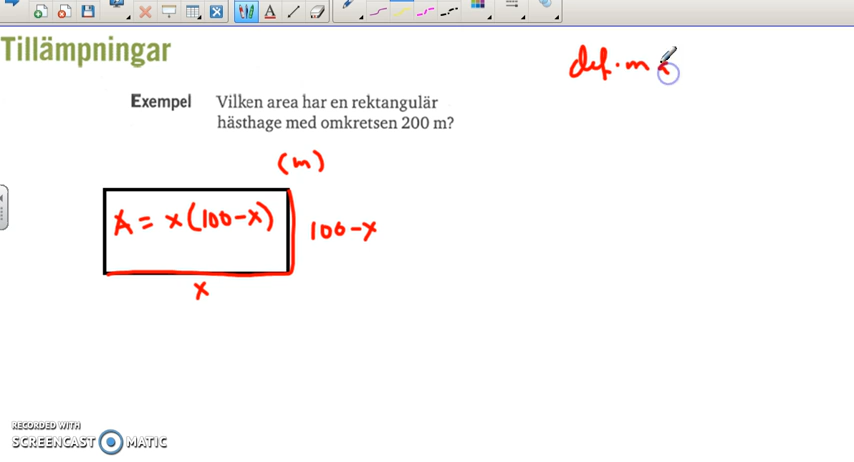 Tillämpningar
def. m
Exempel Vilken area har en rektangulär
hästhage med omkretsen 200 m?
(m)
A = x(100-x)
100-x
x
RECORDED WITH
SCREENCAST MATIC